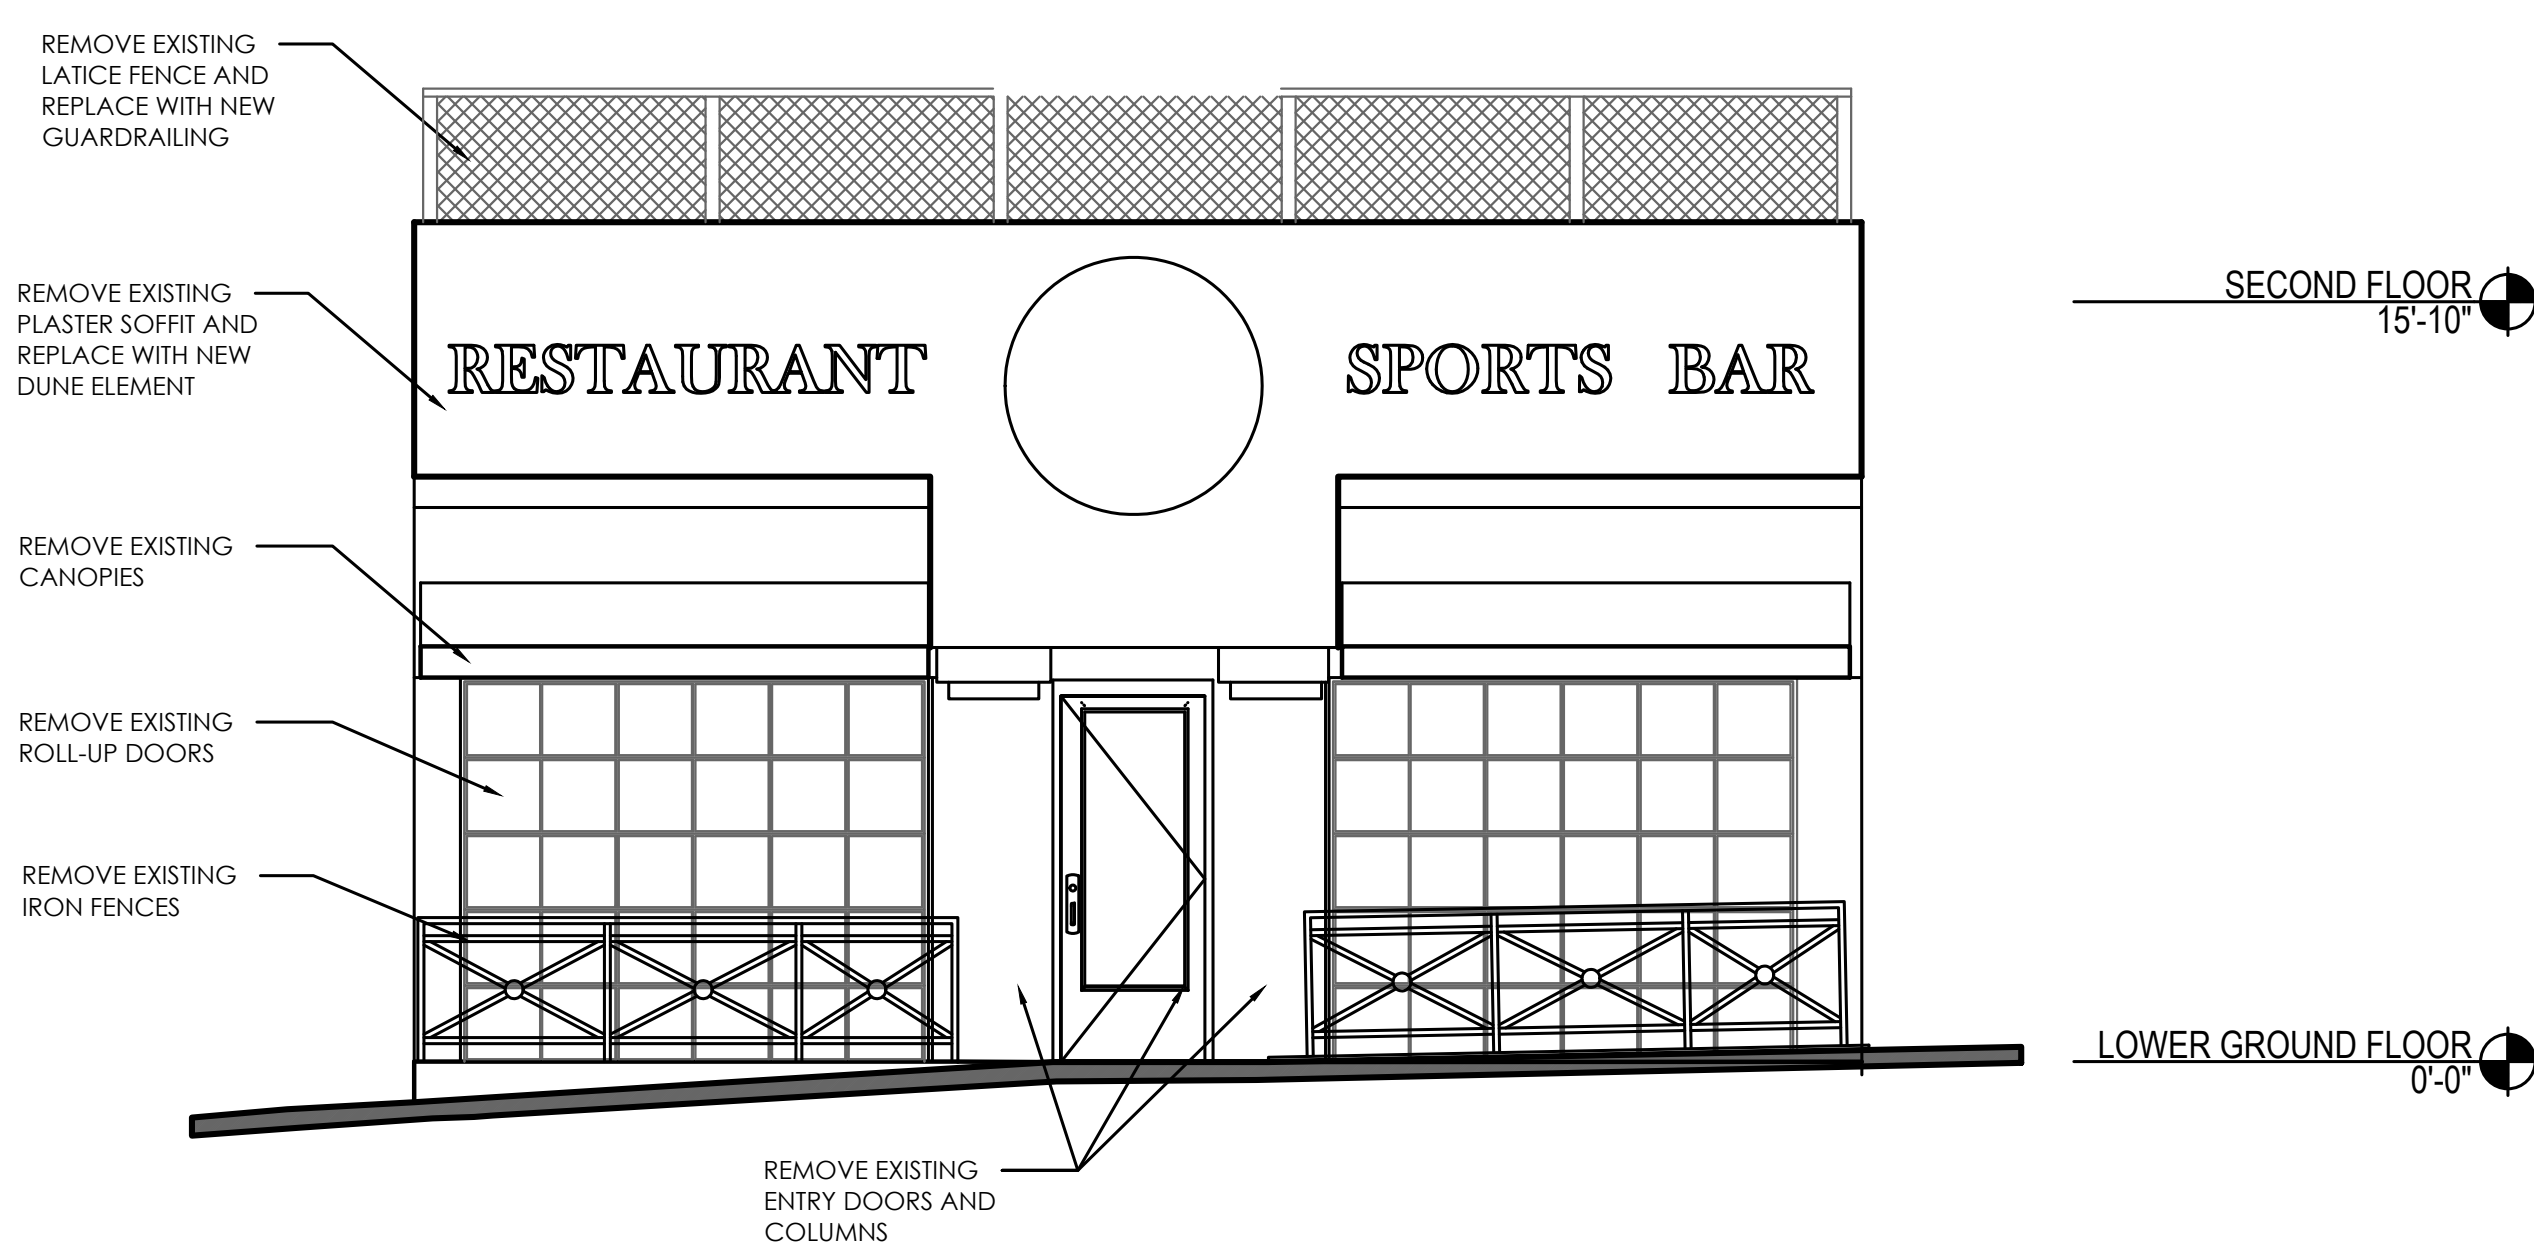 REMOVE EXISTING
LATICE FENCE AND
REPLACE WITH NEW
GUARDRAILING
REMOVE EXISTING
PLASTER SOFFIT AND
REPLACE WITH NEW
DUNE ELEMENT
SECOND FLOOR
15'-10"
RESTAURANT SPORTS BAR
REMOVE EXISTING
CANOPIES
REMOVE EXISTING
ROLL-UP DOORS
REMOVE EXISTING
IRON FENCES
LOWER GROUND FLOOR
0'-0"
REMOVE EXISTING
ENTRY DOORS AND
COLUMNS